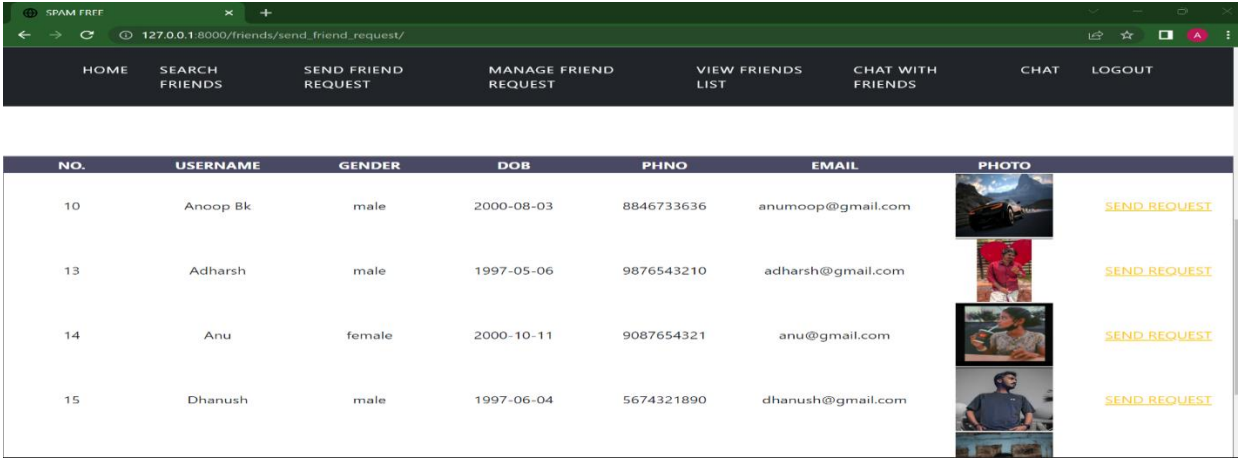 SPAM FREE
127.0.0.1:8000/friends/send_friend_request/
A
HOME SEARCH FRIENDS SEND FRIEND REQUEST MANAGE FRIEND REQUEST VIEW FRIENDS LIST CHAT WITH FRIENDS CHAT LOGOUT
NO. USERNAME GENDER DOB PHNO EMAIL PHOTO
10 Anoop Bk male 2000-08-03 8846733636 anumoop@gmail.com SEND REQUEST
13 Adharsh male 1997-05-06 9876543210 adharsh@gmail.com SEND REQUEST
14 Anu female 2000-10-11 9087654321 anu@gmail.com SEND REQUEST
15 Dhanush male 1997-06-04 5674321890 dhanush@gmail.com SEND REQUEST